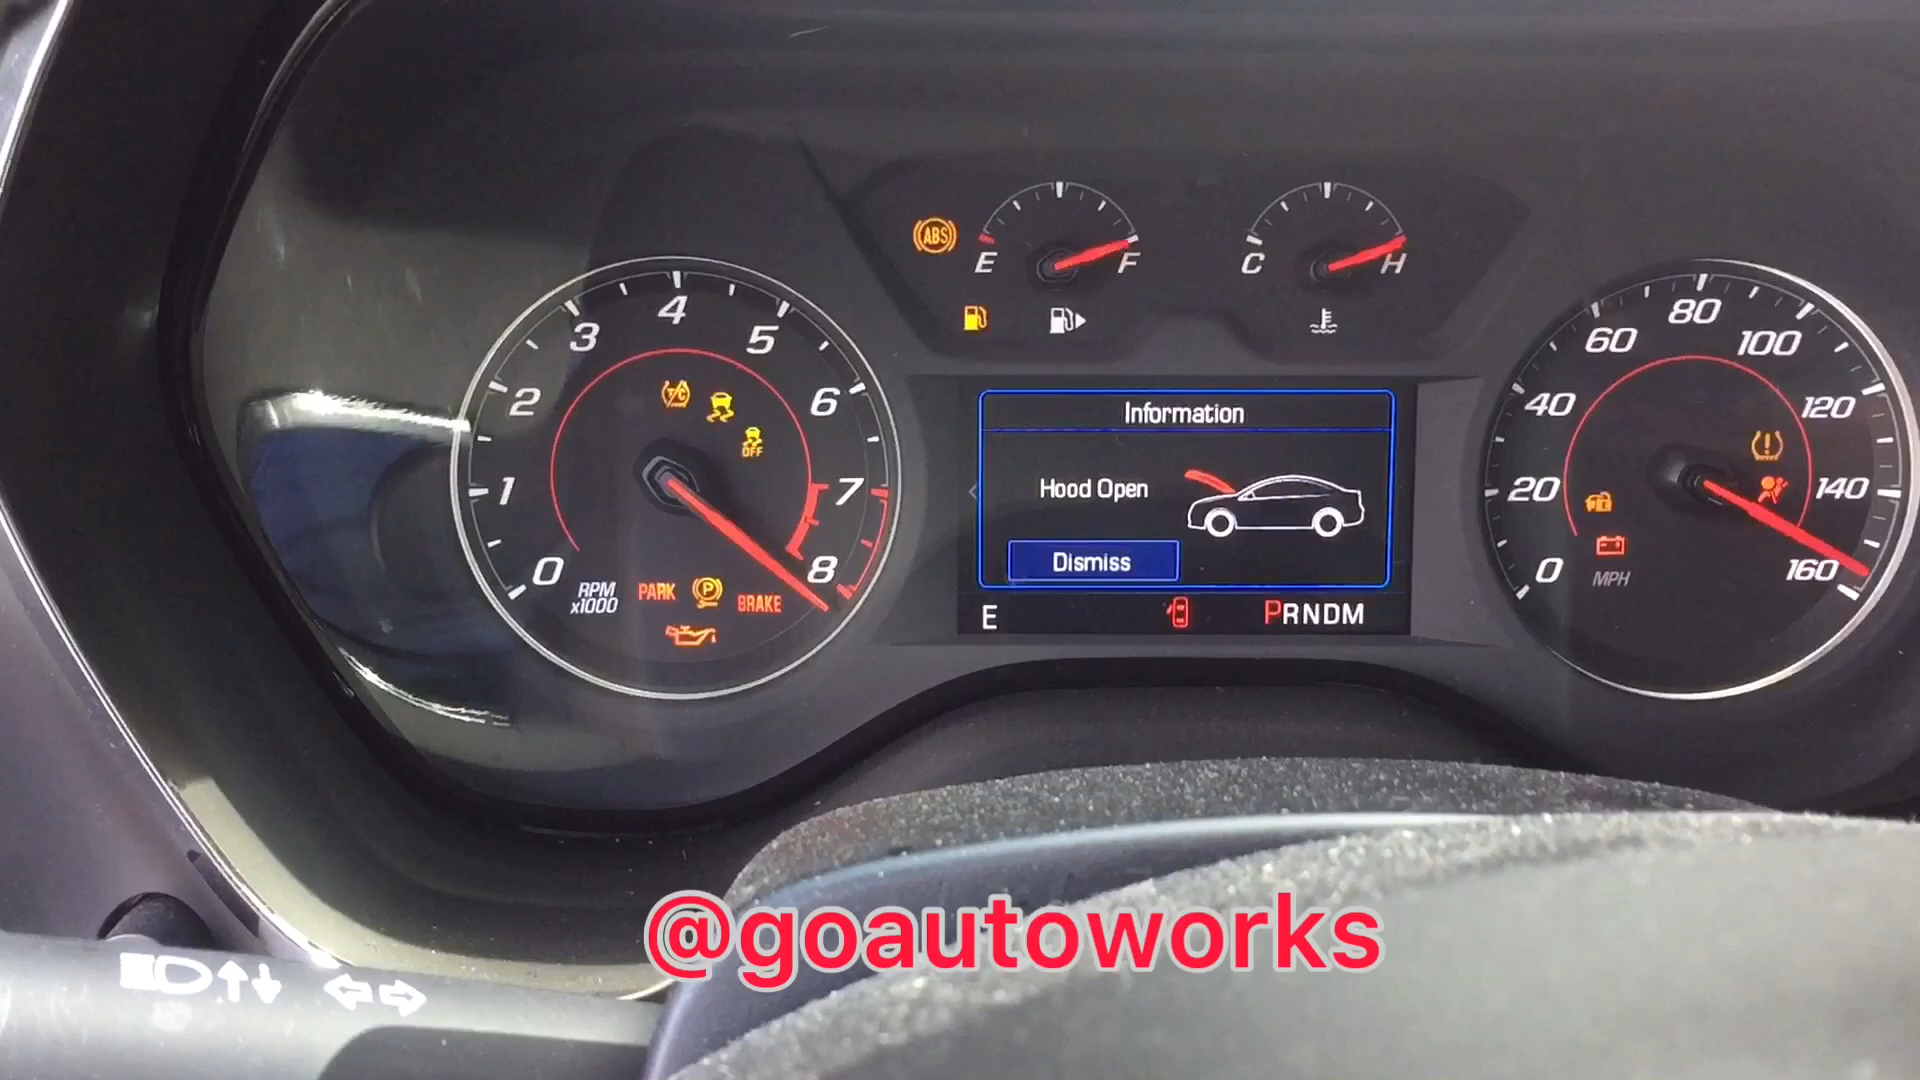 ABS
E F
C H
0 1 2 3 4 5 6 7 8
T/C
OFF
RPM
x1000
PARK
P
BRAKE
Information
Hood Open
Dismiss
E
PRNDM
0 20 40 60 80 100 120 140 160
MPH
@goautoworks